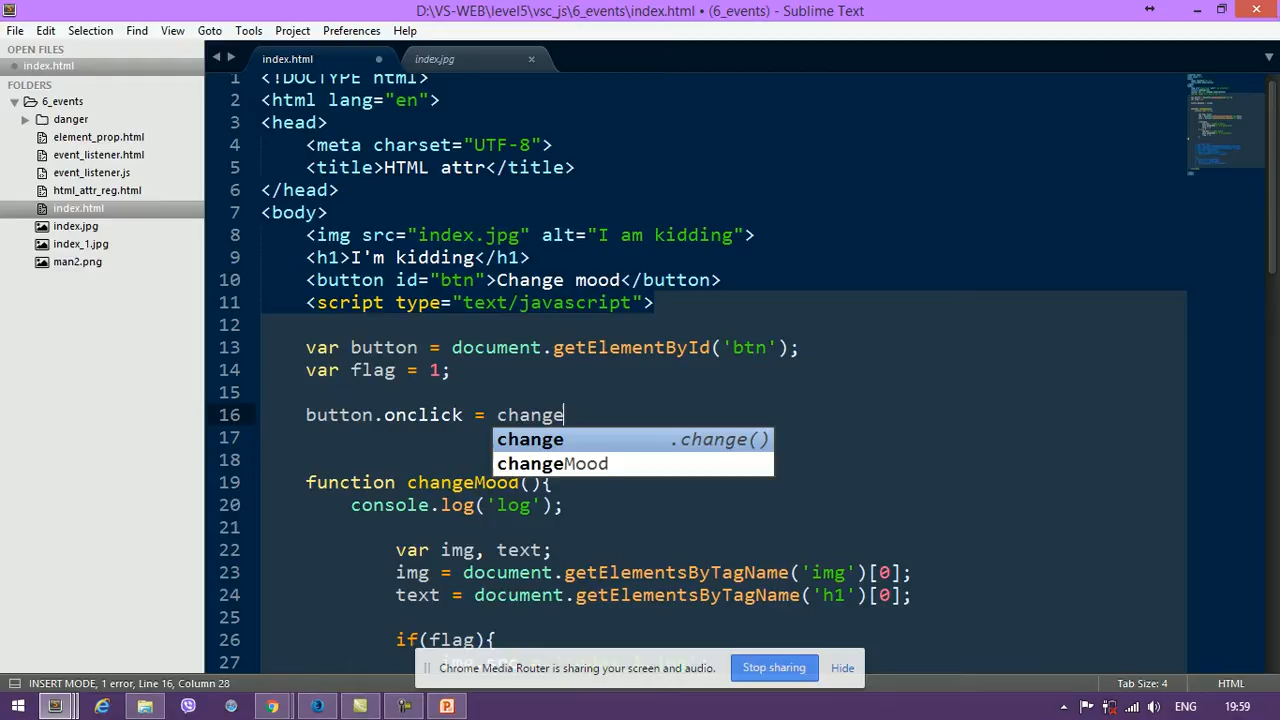 D:\VS-WEB\level5\vsc_js\6_events\index.html • (6_events) - Sublime Text
File Edit Selection Find View Goto Tools Project Preferences Help
OPEN FILES
index.html
FOLDERS
6_events
danger
element_prop.html
event_listener.html
event_listener.js
html_attr_reg.html
index.html
index.jpg
index_1.jpg
man2.png
index.html
index.jpg
1 <!DOCTYPE html>
2 <html lang="en">
3 <head>
4 <meta charset="UTF-8">
5 <title>HTML attr</title>
6 </head>
7 <body>
8 <img src="index.jpg" alt="I am kidding">
9 <h1>I'm kidding</h1>
10 <button id="btn">Change mood</button>
11 <script type="text/javascript">
12
13 var button = document.getElementById('btn');
14 var flag = 1;
15
16 button.onclick = change
change .change()
17
changeMood
18
19 function changeMood(){
20 console.log('log');
21
22 var img, text;
23 img = document.getElementsByTagName('img')[0];
24 text = document.getElementsByTagName('h1')[0];
25
26 if(flag){
27
Chrome Media Router is sharing your screen and audio. Stop sharing Hide
INSERT MODE, 1 error, Line 16, Column 28 Tab Size: 4 HTML
ENG 19:59